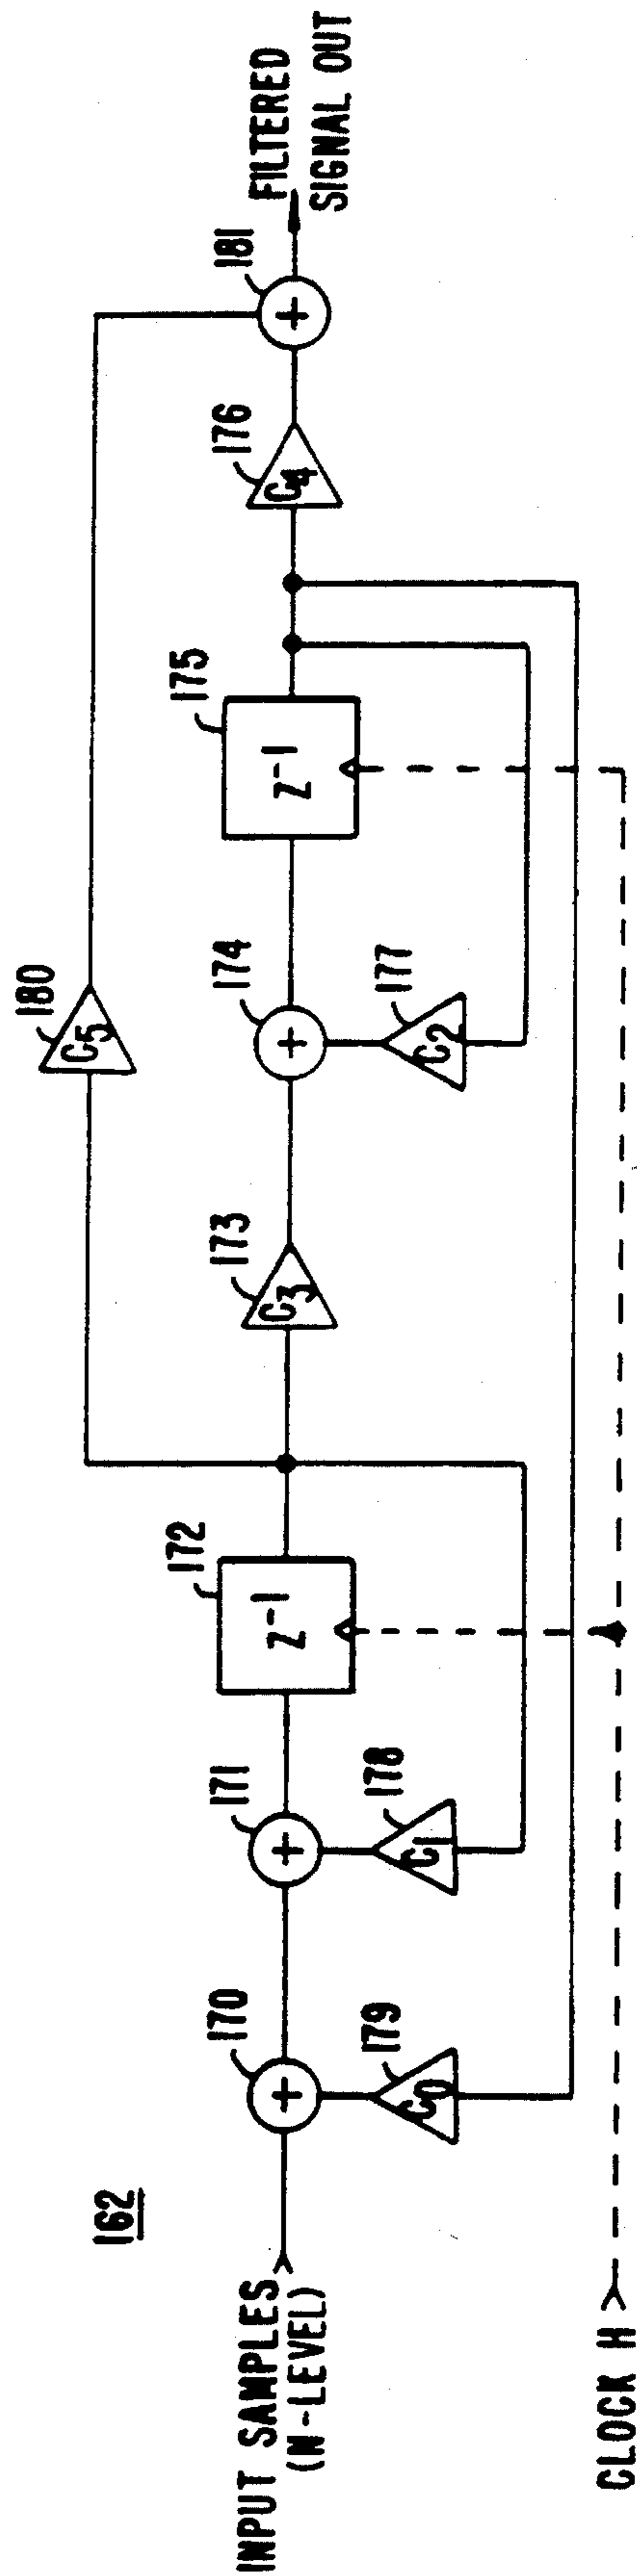 162
INPUT SAMPLES
(N-LEVEL)
170
+
179
C0
171
+
178
C1
172
Z-1
173
C3
174
+
177
C2
175
Z-1
176
C4
180
C5
181
+
FILTERED
SIGNAL OUT
CLOCK H